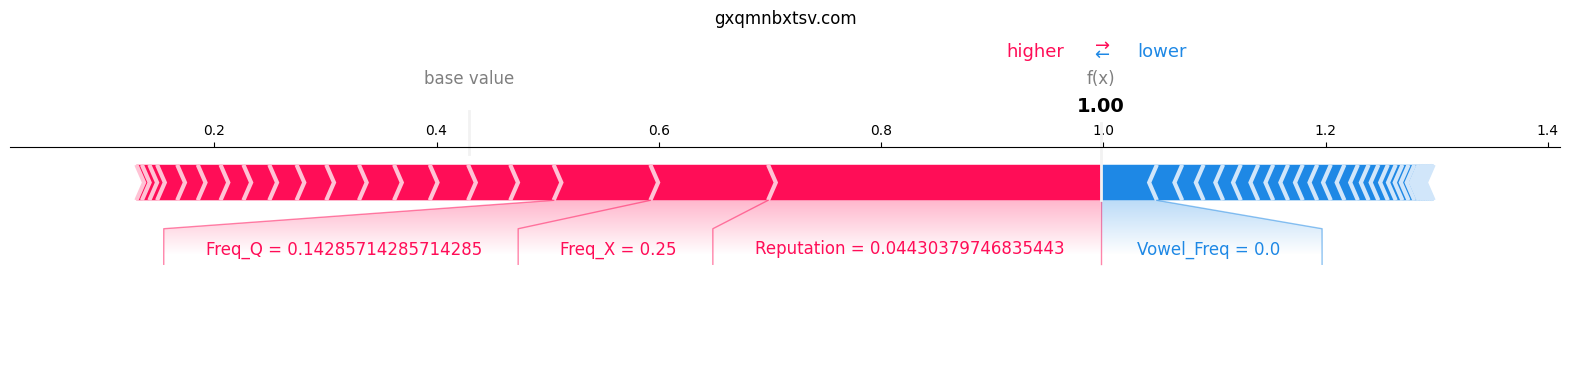 gxqmnbxtsv.com
higher ⇄ lower
base value f(x)
1.00
0.2 0.4 0.6 0.8 1.0 1.2 1.4
Freq_Q = 0.14285714285714285 Freq_X = 0.25 Reputation = 0.04430379746835443 Vowel_Freq = 0.0